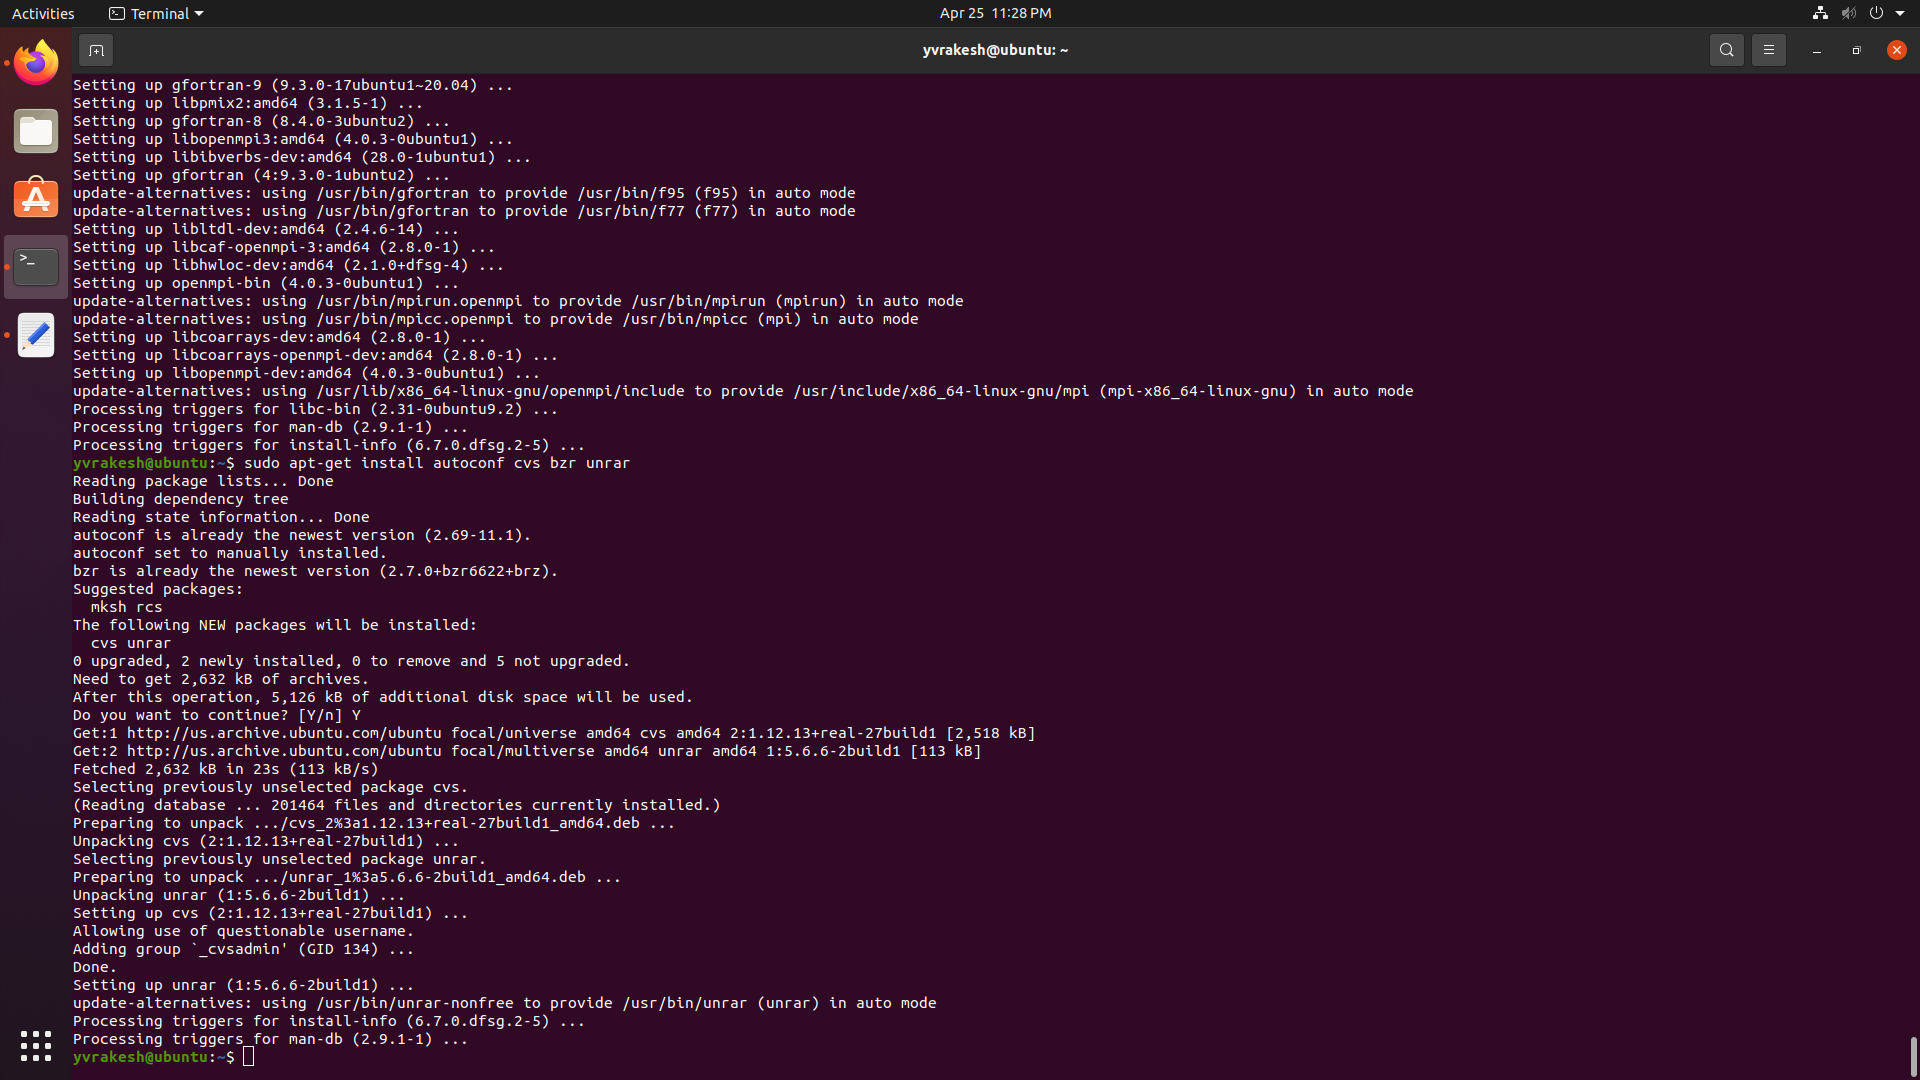 Activities
Terminal
Apr 25 11:28 PM
yvrakesh@ubuntu: ~
Setting up gfortran-9 (9.3.0-17ubuntu1~20.04) ...
Setting up libpmix2:amd64 (3.1.5-1) ...
Setting up gfortran-8 (8.4.0-3ubuntu2) ...
Setting up libopenmpi3:amd64 (4.0.3-0ubuntu1) ...
Setting up libibverbs-dev:amd64 (28.0-1ubuntu1) ...
Setting up gfortran (4:9.3.0-1ubuntu2) ...
update-alternatives: using /usr/bin/gfortran to provide /usr/bin/f95 (f95) in auto mode
update-alternatives: using /usr/bin/gfortran to provide /usr/bin/f77 (f77) in auto mode
Setting up libltdl-dev:amd64 (2.4.6-14) ...
Setting up libcaf-openmpi-3:amd64 (2.8.0-1) ...
Setting up libhwloc-dev:amd64 (2.1.0+dfsg-4) ...
Setting up openmpi-bin (4.0.3-0ubuntu1) ...
update-alternatives: using /usr/bin/mpirun.openmpi to provide /usr/bin/mpirun (mpirun) in auto mode
update-alternatives: using /usr/bin/mpicc.openmpi to provide /usr/bin/mpicc (mpi) in auto mode
Setting up libcoarrays-dev:amd64 (2.8.0-1) ...
Setting up libcoarrays-openmpi-dev:amd64 (2.8.0-1) ...
Setting up libopenmpi-dev:amd64 (4.0.3-0ubuntu1) ...
update-alternatives: using /usr/lib/x86_64-linux-gnu/openmpi/include to provide /usr/include/x86_64-linux-gnu/mpi (mpi-x86_64-linux-gnu) in auto mode
Processing triggers for libc-bin (2.31-0ubuntu9.2) ...
Processing triggers for man-db (2.9.1-1) ...
Processing triggers for install-info (6.7.0.dfsg.2-5) ...
yvrakesh@ubuntu:~$ sudo apt-get install autoconf cvs bzr unrar
Reading package lists... Done
Building dependency tree
Reading state information... Done
autoconf is already the newest version (2.69-11.1).
autoconf set to manually installed.
bzr is already the newest version (2.7.0+bzr6622+brz).
Suggested packages:
  mksh rcs
The following NEW packages will be installed:
  cvs unrar
0 upgraded, 2 newly installed, 0 to remove and 5 not upgraded.
Need to get 2,632 kB of archives.
After this operation, 5,126 kB of additional disk space will be used.
Do you want to continue? [Y/n] Y
Get:1 http://us.archive.ubuntu.com/ubuntu focal/universe amd64 cvs amd64 2:1.12.13+real-27build1 [2,518 kB]
Get:2 http://us.archive.ubuntu.com/ubuntu focal/multiverse amd64 unrar amd64 1:5.6.6-2build1 [113 kB]
Fetched 2,632 kB in 23s (113 kB/s)
Selecting previously unselected package cvs.
(Reading database ... 201464 files and directories currently installed.)
Preparing to unpack .../cvs_2%3a1.12.13+real-27build1_amd64.deb ...
Unpacking cvs (2:1.12.13+real-27build1) ...
Selecting previously unselected package unrar.
Preparing to unpack .../unrar_1%3a5.6.6-2build1_amd64.deb ...
Unpacking unrar (1:5.6.6-2build1) ...
Setting up cvs (2:1.12.13+real-27build1) ...
Allowing use of questionable username.
Adding group `_cvsadmin' (GID 134) ...
Done.
Setting up unrar (1:5.6.6-2build1) ...
update-alternatives: using /usr/bin/unrar-nonfree to provide /usr/bin/unrar (unrar) in auto mode
Processing triggers for install-info (6.7.0.dfsg.2-5) ...
Processing triggers for man-db (2.9.1-1) ...
yvrakesh@ubuntu:~$